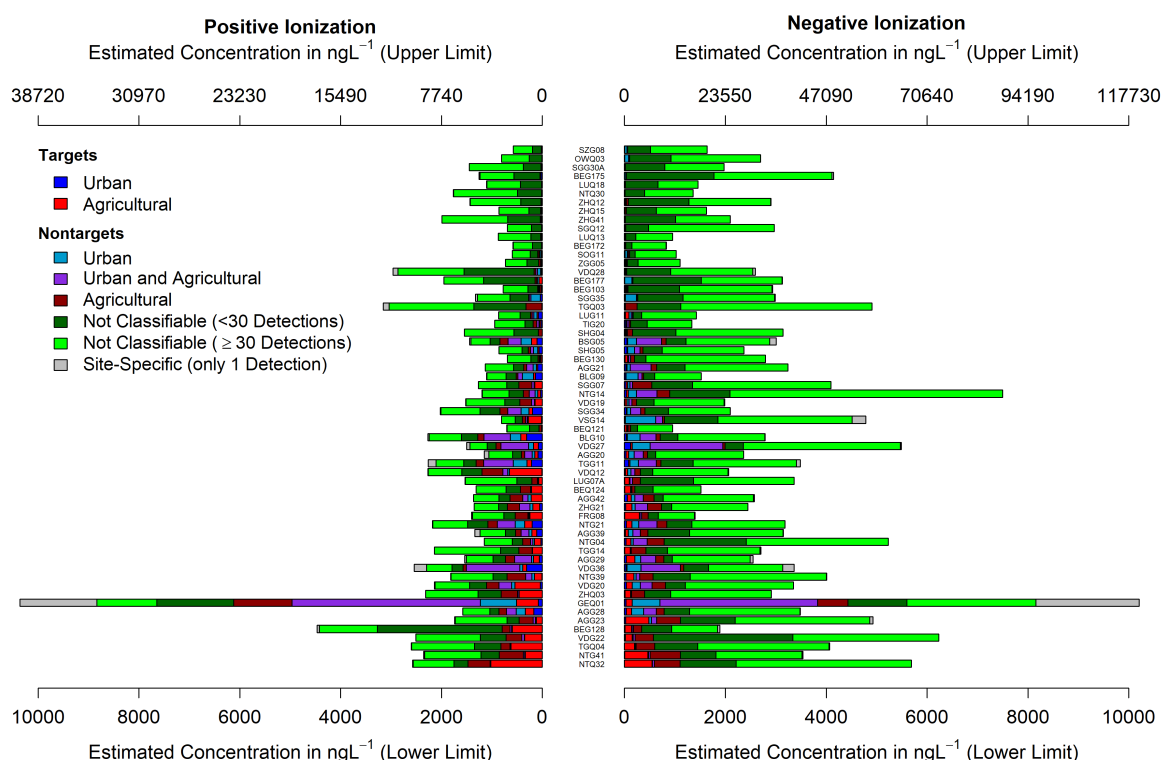 Positive Ionization
Estimated Concentration in ngL⁻¹ (Upper Limit)
38720 30970 23230 15490 7740 0
Negative Ionization
Estimated Concentration in ngL⁻¹ (Upper Limit)
0 23550 47090 70640 94190 117730
Targets
Urban
Agricultural
Nontargets
Urban
Urban and Agricultural
Agricultural
Not Classifiable (<30 Detections)
Not Classifiable (≥ 30 Detections)
Site-Specific (only 1 Detection)
SZG08
OWQ03
SGG30A
BEG175
LUQ18
NTQ30
ZHQ12
ZHQ15
ZHG41
SGQ12
LUQ13
BEG172
SOG11
ZGG05
VDQ28
BEG177
BEG103
SGG35
TGQ03
LUG11
TIG20
SHG04
BSG05
SHG05
BEG130
AGG21
BLG09
SGG07
NTG14
VDG19
SGG34
VSG14
BEQ121
BLG10
VDG27
AGG20
TGG11
VDQ12
LUG07A
BEQ124
AGG42
ZHG21
FRG08
NTG21
AGG39
NTG04
TGG14
AGG29
VDG36
NTG39
VDG20
ZHQ03
GEQ01
AGG28
AGG23
BEG128
VDG22
TGQ04
NTG41
NTQ32
10000 8000 6000 4000 2000 0
Estimated Concentration in ngL⁻¹ (Lower Limit)
0 2000 4000 6000 8000 10000
Estimated Concentration in ngL⁻¹ (Lower Limit)